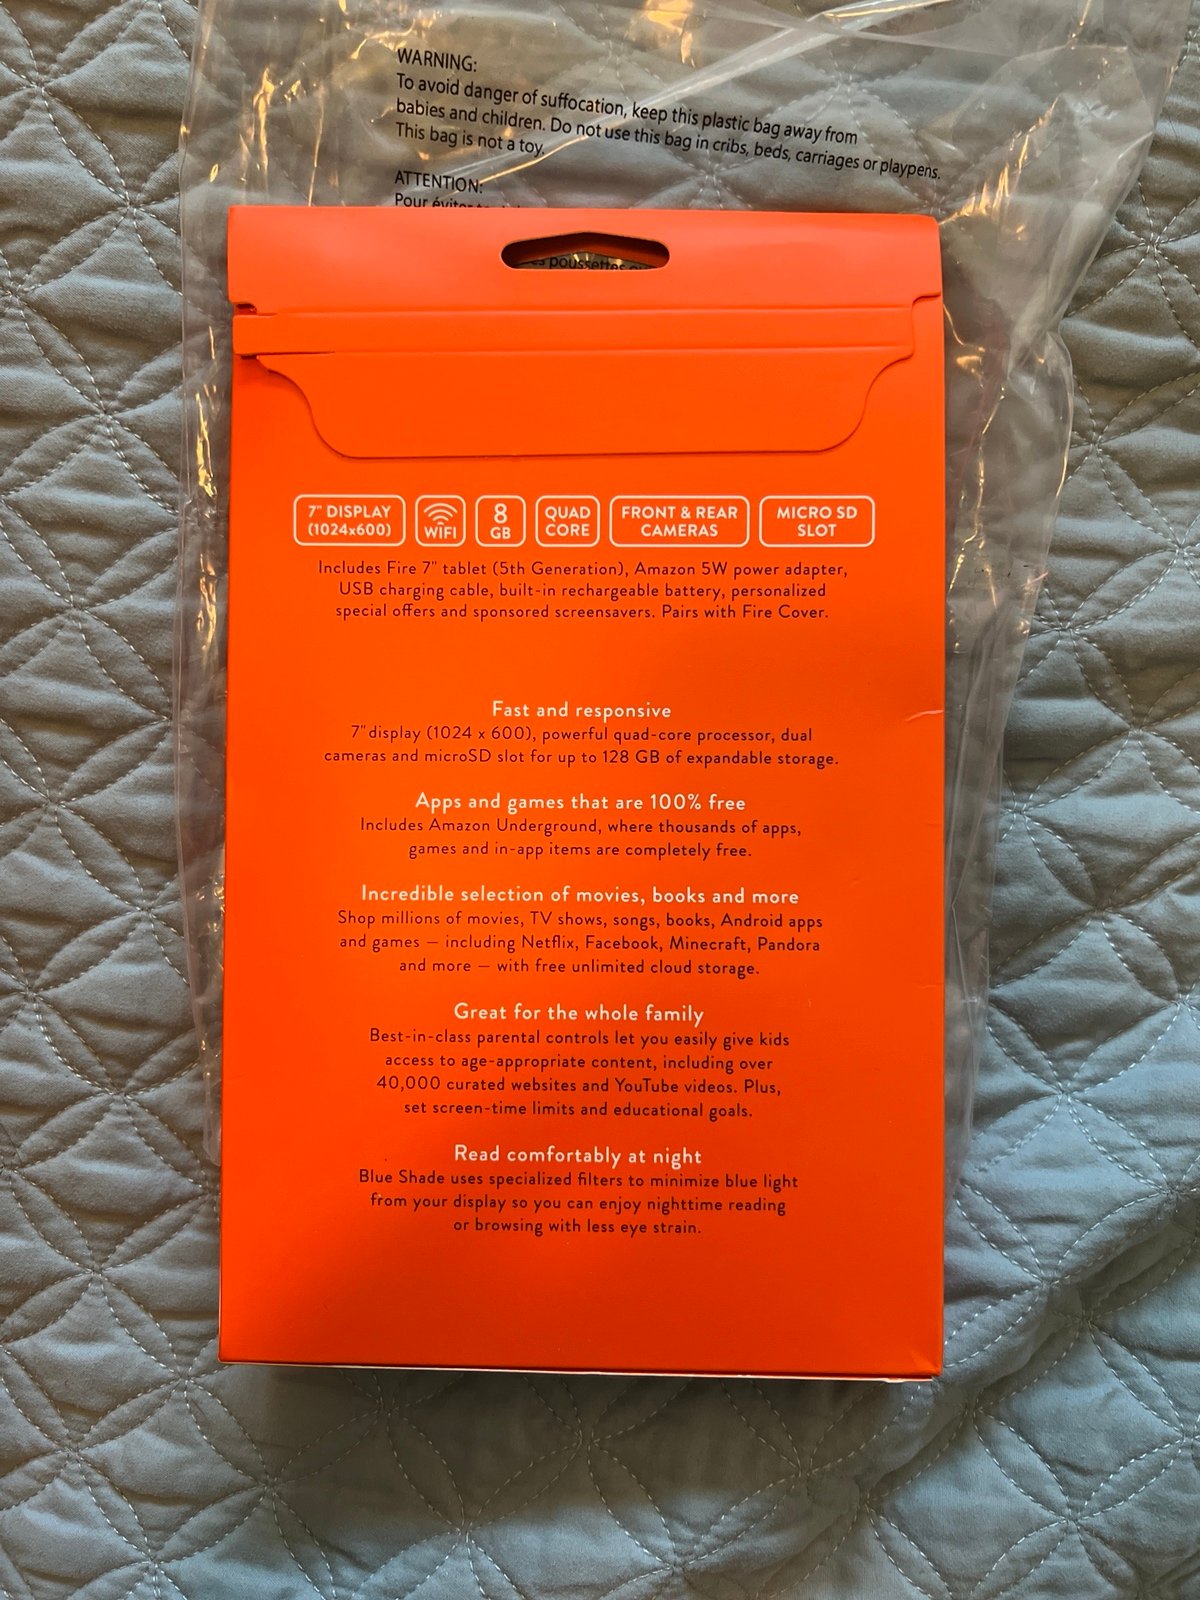 WARNING:
To avoid danger of suffocation, keep this plastic bag away from
babies and children. Do not use this bag in cribs, beds, carriages or playpens.
This bag is not a toy.
ATTENTION:
Pour éviter
poussettes
7" DISPLAY
(1024x600)
WIFI
8
GB
QUAD
CORE
FRONT & REAR
CAMERAS
MICRO SD
SLOT
Includes Fire 7" tablet (5th Generation), Amazon 5W power adapter,
USB charging cable, built-in rechargeable battery, personalized
special offers and sponsored screensavers. Pairs with Fire Cover.
Fast and responsive
7" display (1024 x 600), powerful quad-core processor, dual
cameras and microSD slot for up to 128 GB of expandable storage.
Apps and games that are 100% free
Includes Amazon Underground, where thousands of apps,
games and in-app items are completely free.
Incredible selection of movies, books and more
Shop millions of movies, TV shows, songs, books, Android apps
and games — including Netflix, Facebook, Minecraft, Pandora
and more — with free unlimited cloud storage.
Great for the whole family
Best-in-class parental controls let you easily give kids
access to age-appropriate content, including over
40,000 curated websites and YouTube videos. Plus,
set screen-time limits and educational goals.
Read comfortably at night
Blue Shade uses specialized filters to minimize blue light
from your display so you can enjoy nighttime reading
or browsing with less eye strain.